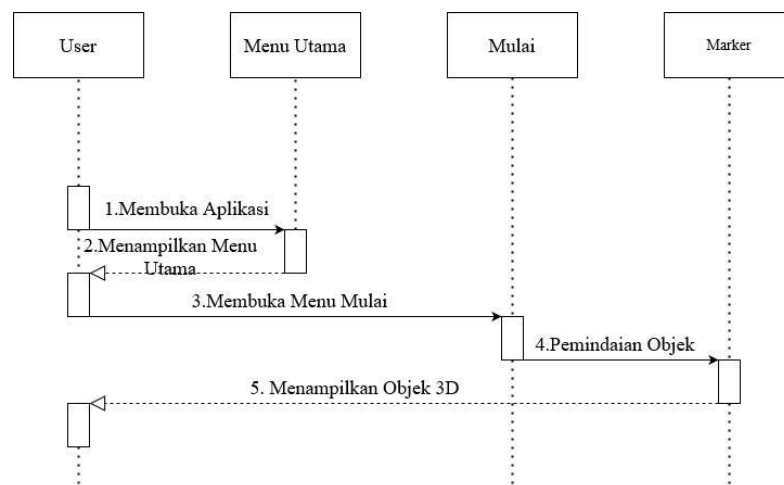 User
Menu Utama
Mulai
Marker
1.Membuka Aplikasi
2.Menampilkan Menu
Utama
3.Membuka Menu Mulai
4.Pemindaian Objek
5. Menampilkan Objek 3D